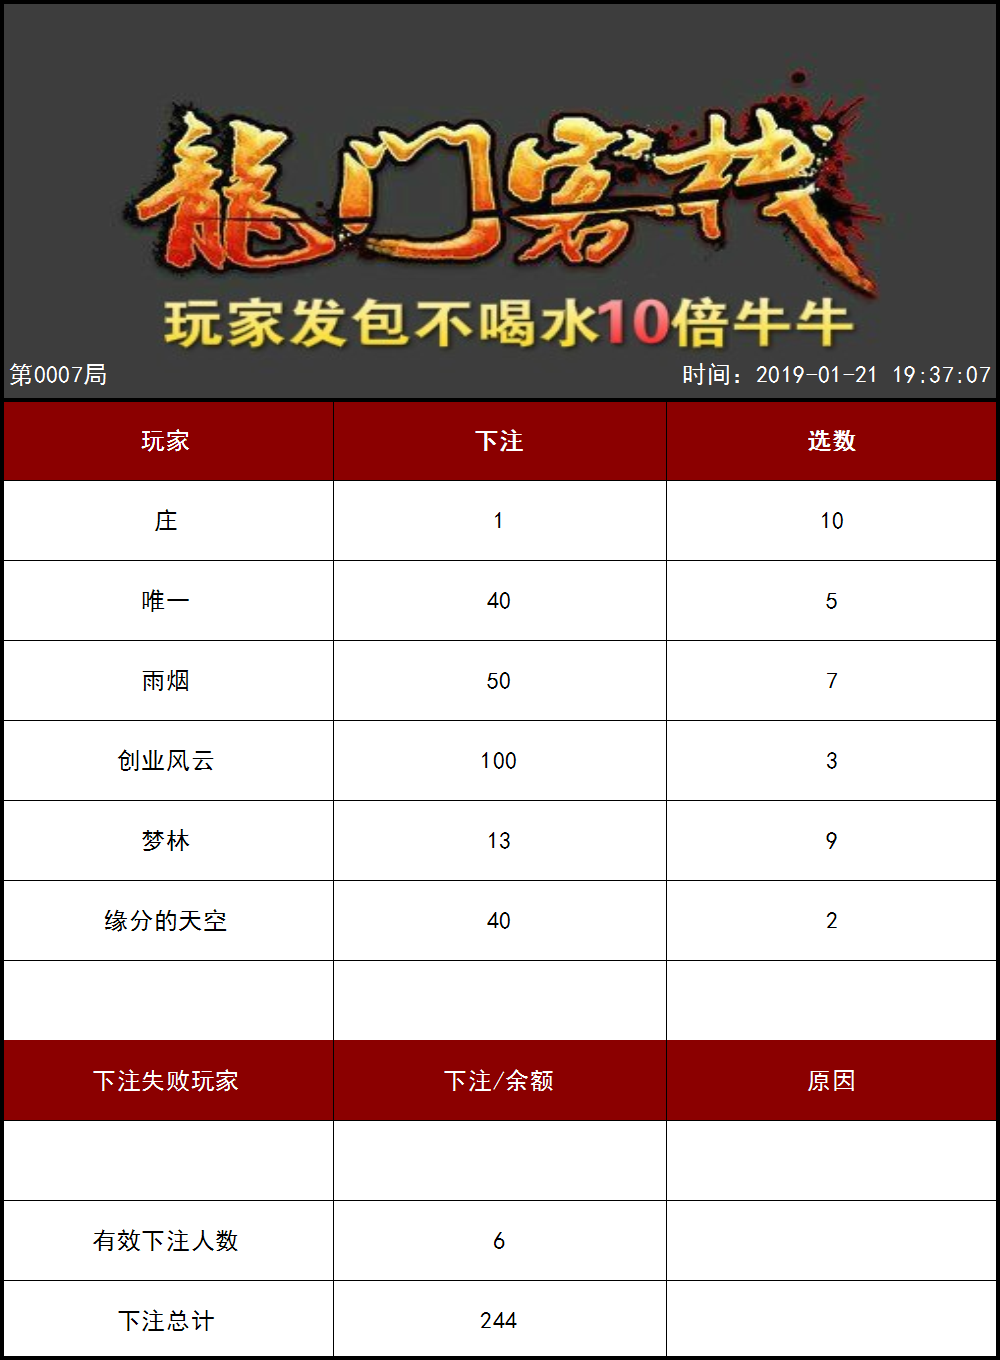 龍门客栈
玩家发包不喝水10倍牛牛
第0007局 时间：2019-01-21 19:37:07
玩家 下注 选数
庄 1 10
唯一 40 5
雨烟 50 7
创业风云 100 3
梦林 13 9
缘分的天空 40 2
下注失败玩家 下注/余额 原因
有效下注人数 6
下注总计 244